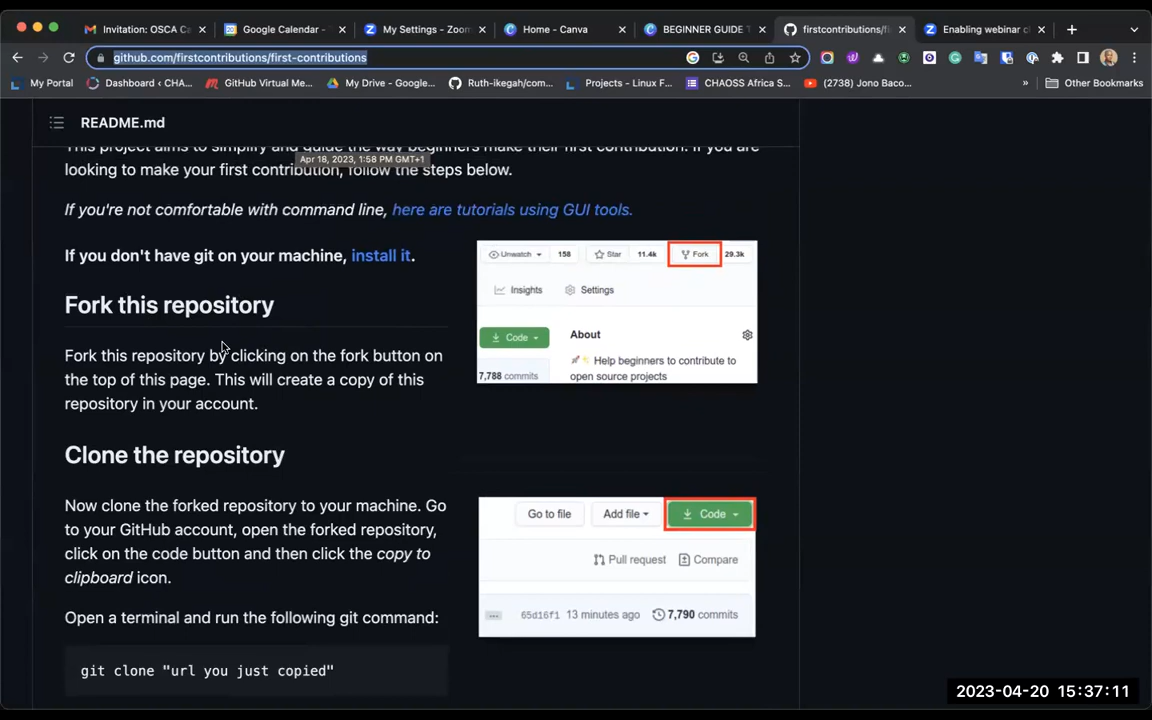 Invitation: OSCA Ca
Google Calendar -
My Settings - Zoom
Home - Canva
BEGINNER GUIDE T
firstcontributions/fi
Enabling webinar cl
github.com/firstcontributions/first-contributions
My Portal
Dashboard ‹ CHA...
GitHub Virtual Me...
My Drive - Google...
Ruth-ikegah/com...
Projects - Linux F...
CHAOSS Africa S...
(2738) Jono Baco...
»
Other Bookmarks
README.md
This project aims to simplify and guide the way beginners make their first contribution. If you are
Apr 18, 2023, 1:58 PM GMT+1
looking to make your first contribution, follow the steps below.
If you're not comfortable with command line, here are tutorials using GUI tools.
If you don't have git on your machine, install it.
Unwatch 158 Star 11.4k Fork 29.3k
Insights Settings
Code About
Help beginners to contribute to
7,788 commits open source projects
Fork this repository
Fork this repository by clicking on the fork button on
the top of this page. This will create a copy of this
repository in your account.
Clone the repository
Now clone the forked repository to your machine. Go
to your GitHub account, open the forked repository,
click on the code button and then click the copy to
clipboard icon.
Go to file Add file Code
Pull request Compare
65d16f1 13 minutes ago 7,790 commits
Open a terminal and run the following git command:
git clone "url you just copied"
2023-04-20 15:37:11